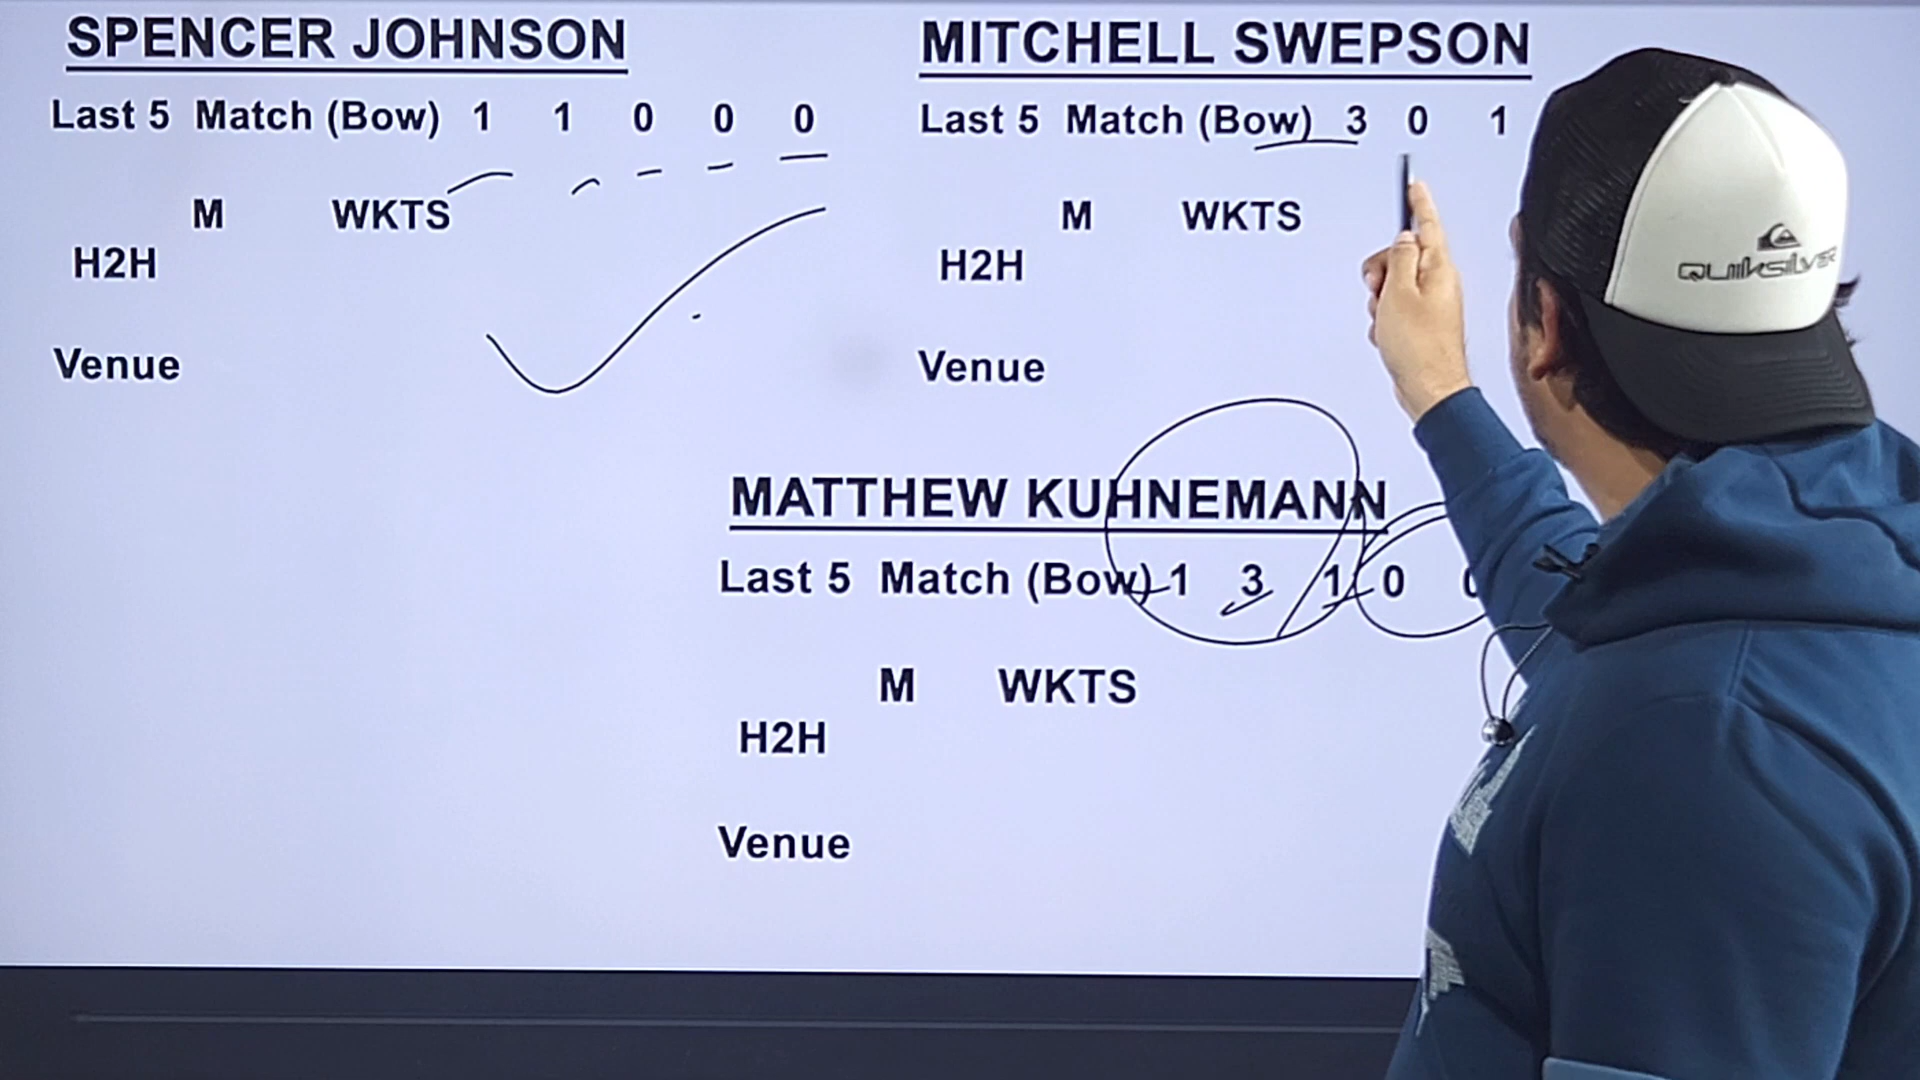 SPENCER JOHNSON
Last 5 Match (Bow) 1 1 0 0 0
M WKTS
H2H
Venue
MITCHELL SWEPSON
Last 5 Match (Bow) 3 0 1
M WKTS
H2H
Venue
QUIKSILVER
MATTHEW KUHNEMANN
Last 5 Match (Bow) 1 3 1 0
M WKTS
H2H
Venue